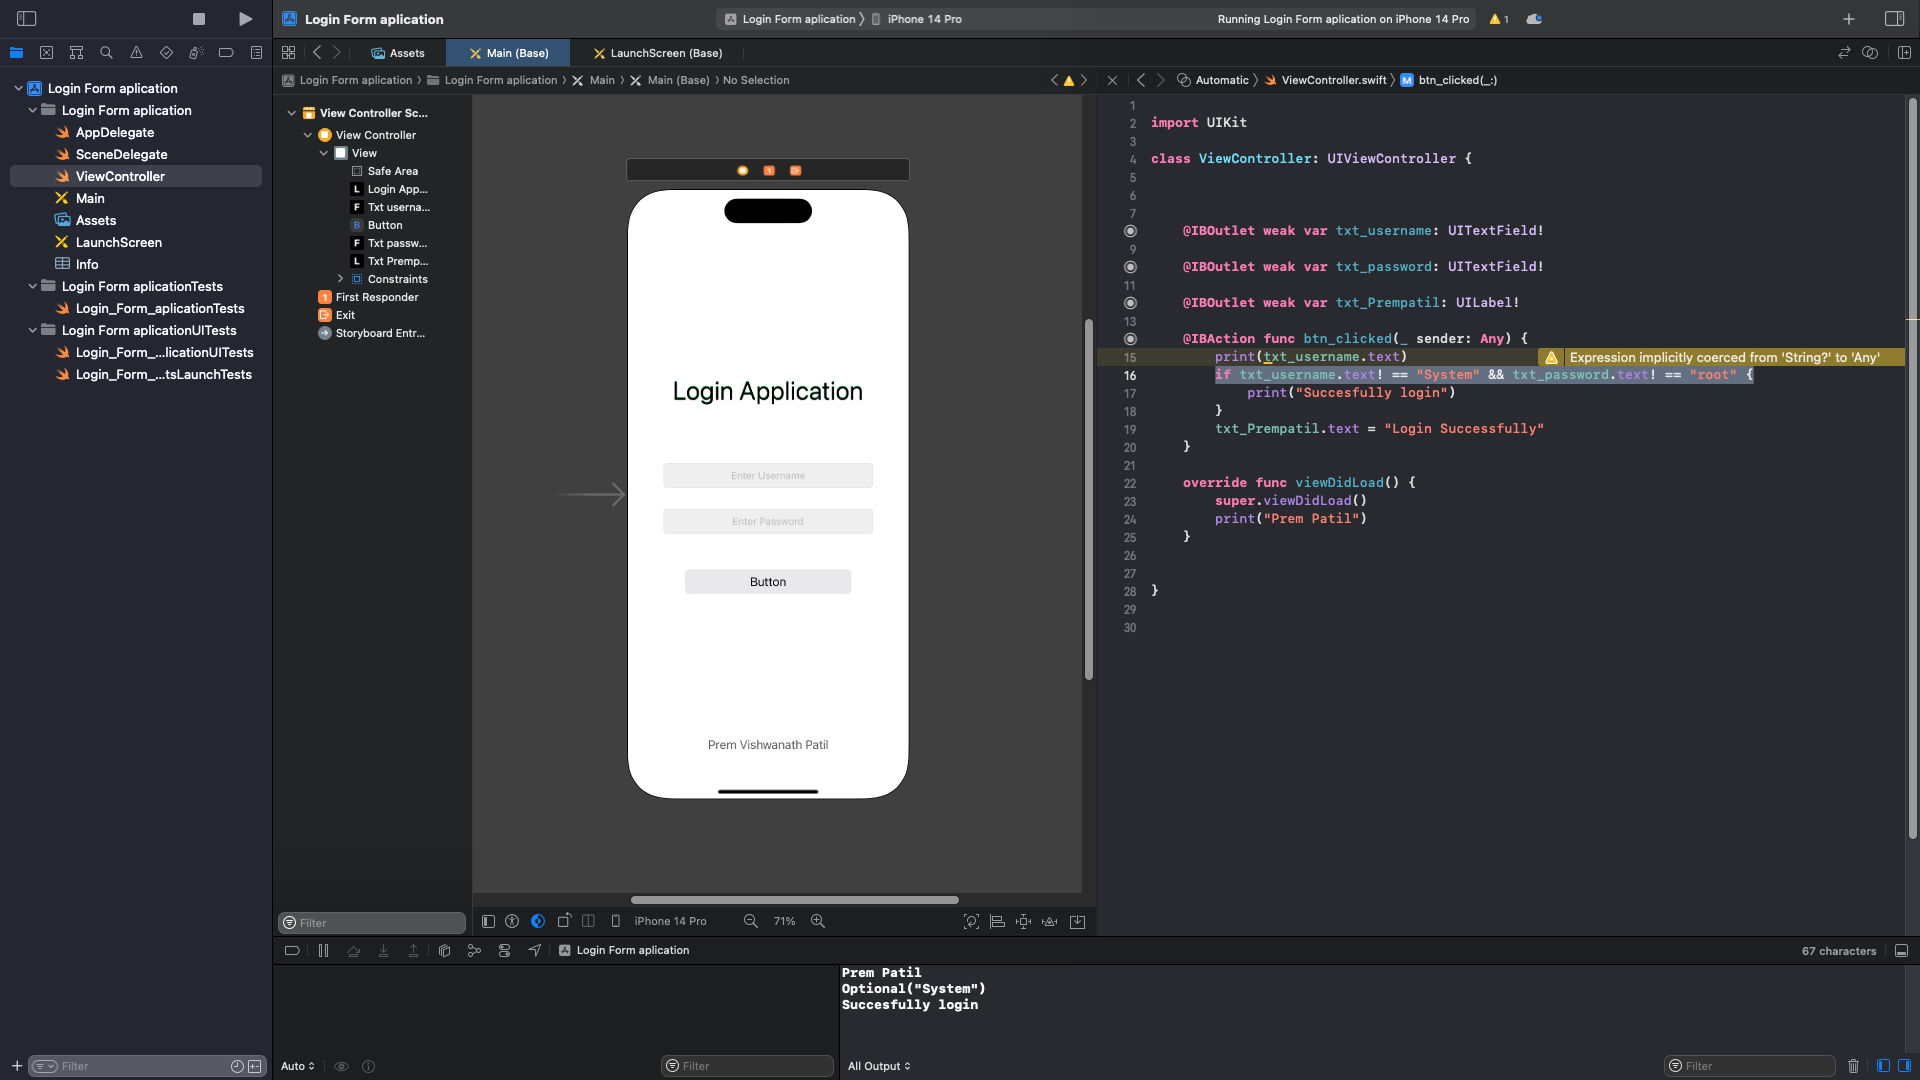 Login Form aplication
Login Form aplication
iPhone 14 Pro
Running Login Form aplication on iPhone 14 Pro
1
Assets
Main (Base)
LaunchScreen (Base)
Login Form aplication
Login Form aplication
AppDelegate
SceneDelegate
ViewController
Main
Assets
LaunchScreen
Info
Login Form aplicationTests
Login_Form_aplicationTests
Login Form aplicationUITests
Login_Form_...licationUITests
Login_Form_...tsLaunchTests
Filter
Login Form aplication
Login Form aplication
Main
Main (Base)
No Selection
View Controller Sc...
View Controller
View
Safe Area
L Login App...
F Txt userna...
B Button
F Txt passw...
L Txt Premp...
Constraints
1 First Responder
Exit
Storyboard Entr...
Filter
Login Application
Enter Username
Enter Password
Button
Prem Vishwanath Patil
iPhone 14 Pro
71%
Automatic
ViewController.swift
M btn_clicked(_:)
1
2 import UIKit
3
4 class ViewController: UIViewController {
5
6
7
@IBOutlet weak var txt_username: UITextField!
9
@IBOutlet weak var txt_password: UITextField!
11
@IBOutlet weak var txt_Prempatil: UILabel!
13
@IBAction func btn_clicked(_ sender: Any) {
15 print(txt_username.text) Expression implicitly coerced from 'String?' to 'Any'
16 if txt_username.text! == "System" && txt_password.text! == "root" {
17 print("Succesfully login")
18 }
19 txt_Prempatil.text = "Login Successfully"
20 }
21
22 override func viewDidLoad() {
23 super.viewDidLoad()
24 print("Prem Patil")
25 }
26
27
28 }
29
30
Login Form aplication
67 characters
Prem Patil
Optional("System")
Succesfully login
Auto
Filter
All Output
Filter